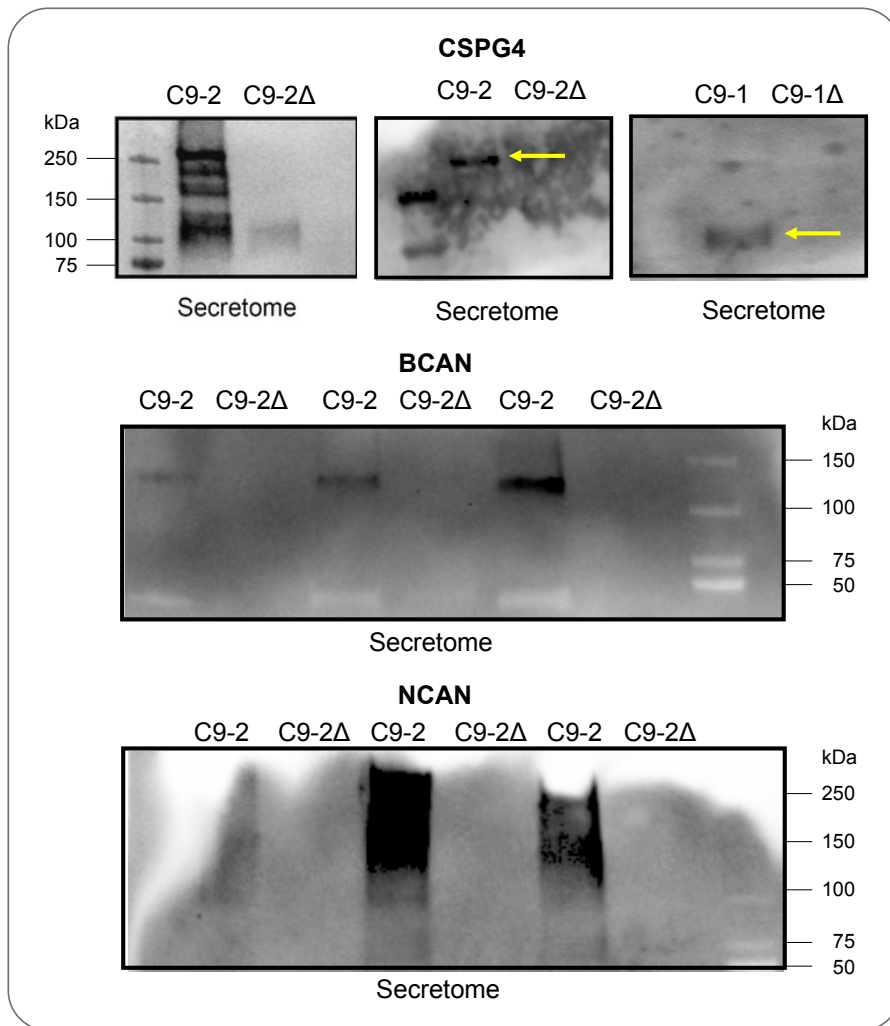 CSPG4
C9-2 C9-2Δ
kDa
250
150
100
75
Secretome
C9-2 C9-2Δ
Secretome
C9-1 C9-1Δ
Secretome
BCAN
C9-2 C9-2Δ C9-2 C9-2Δ C9-2 C9-2Δ
kDa
150
100
75
50
Secretome
NCAN
C9-2 C9-2Δ C9-2 C9-2Δ C9-2 C9-2Δ
kDa
250
150
100
75
50
Secretome